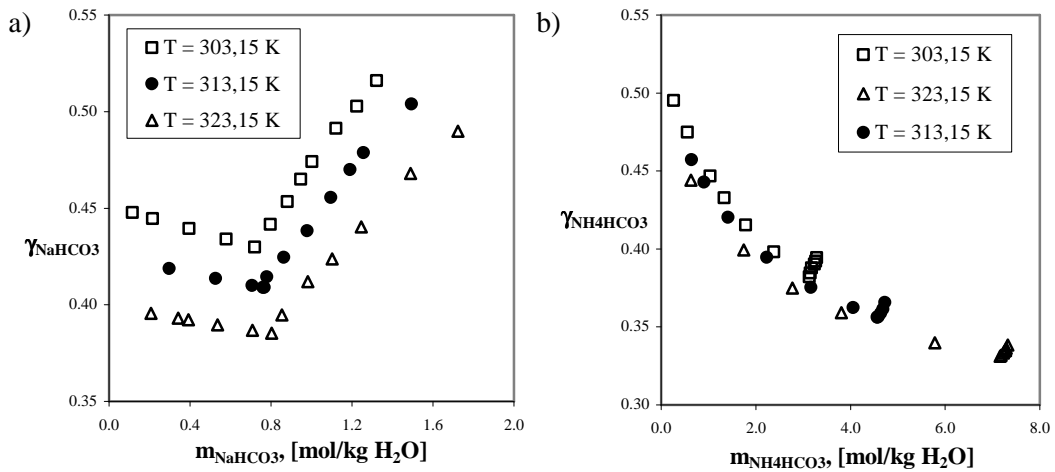 a)
0.55
0.50
0.45
0.40
0.35
γNaHCO3
T = 303,15 K
T = 313,15 K
T = 323,15 K
0.0 0.4 0.8 1.2 1.6 2.0
mNaHCO3, [mol/kg H2O]
b)
0.55
0.50
0.45
0.40
0.35
0.30
γNH4HCO3
T = 303,15 K
T = 323,15 K
T = 313,15 K
0.0 2.0 4.0 6.0 8.0
mNH4HCO3, [mol/kg H2O]